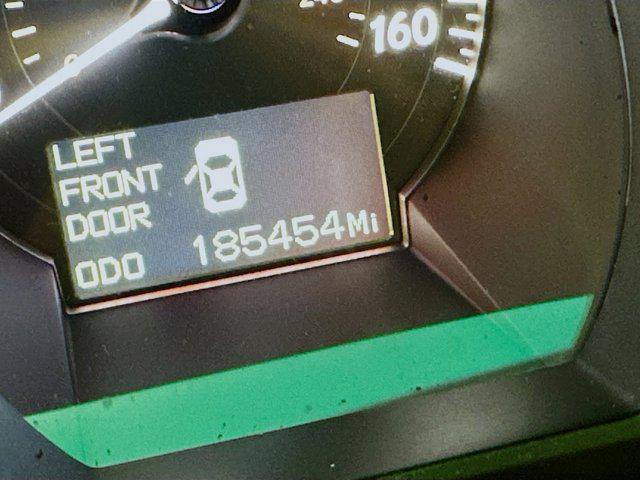 160
LEFT
FRONT
DOOR
ODO 185454Mi